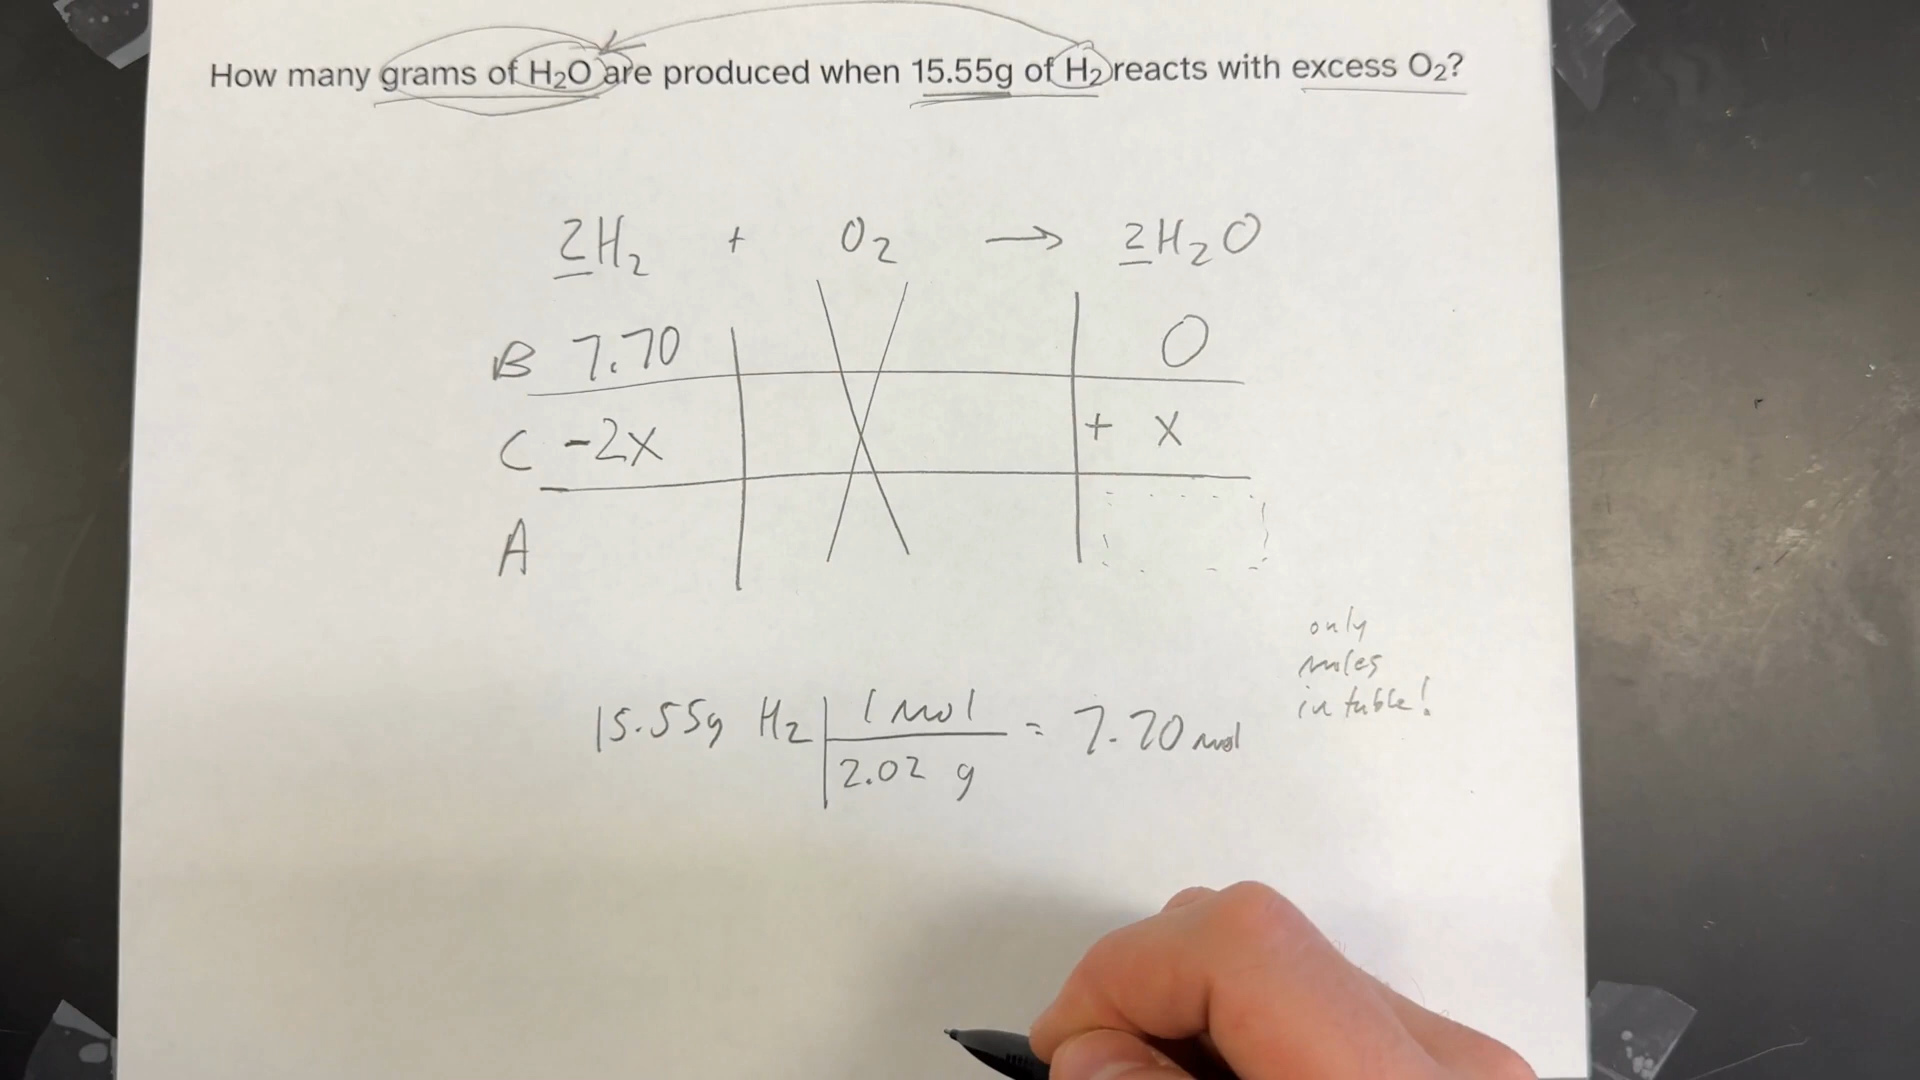 How many grams of H₂O are produced when 15.55g of H₂ reacts with excess O₂?
2H₂ + O₂ → 2H₂O
B 7.70 0
C -2x + x
A
only
moles
in table!
15.55g H₂ | 1 mol = 7.70 mol
2.02 g